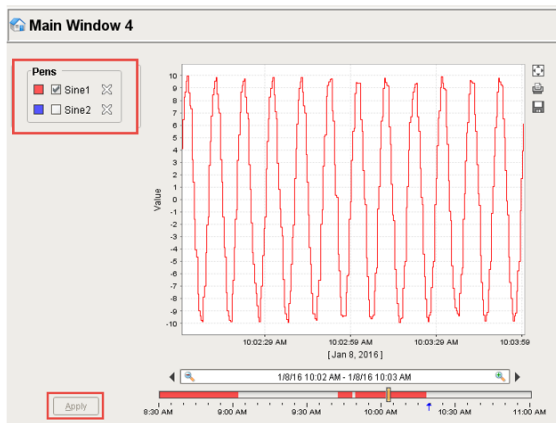 Main Window 4
Pens
Sine1
Sine2
10
9
8
7
6
5
4
3
2
1
0
-1
-2
-3
-4
-5
-6
-7
-8
-9
-10
Value
10:02:29 AM 10:02:59 AM 10:03:29 AM 10:03:59
[ Jan 8, 2016 ]
1/8/16 10:02 AM - 1/8/16 10:03 AM
Apply
8:30 AM 9:00 AM 9:30 AM 10:00 AM 10:30 AM 11:00 AM